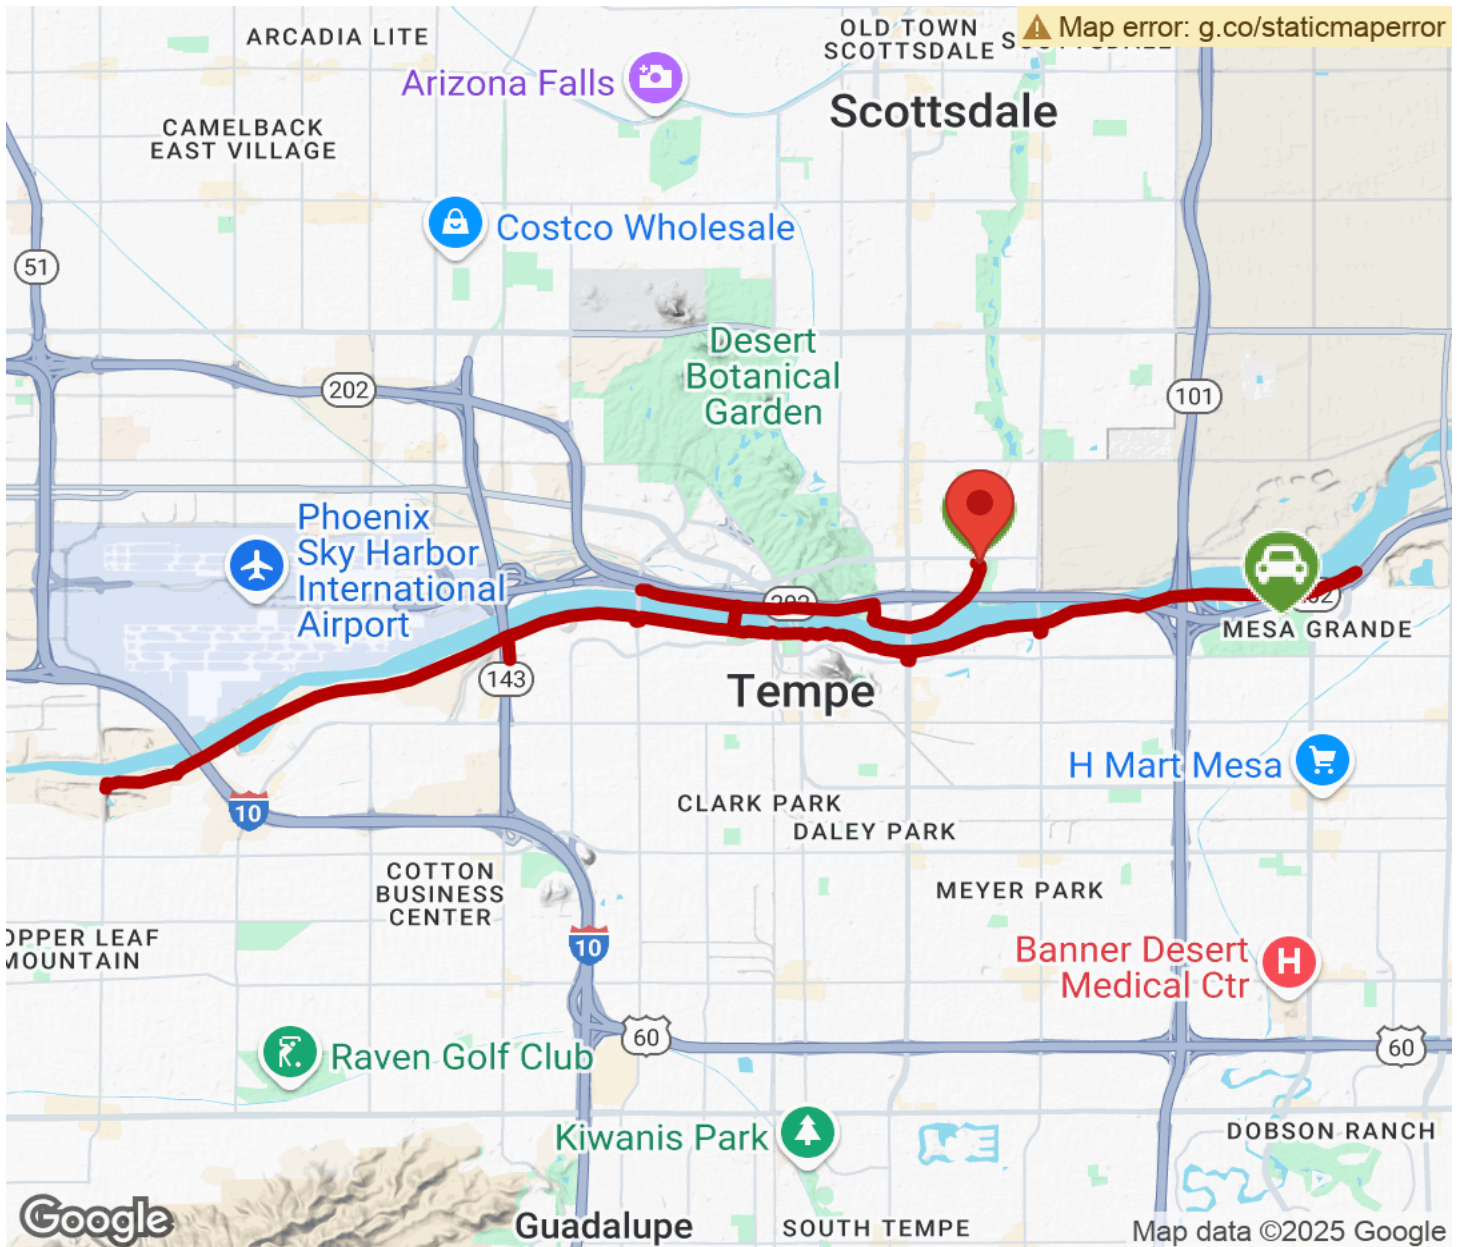 ARCADIA LITE
OLD TOWN
SCOTTSDALE
Map error: g.co/staticmaperror
Arizona Falls
Scottsdale
CAMELBACK
EAST VILLAGE
Costco Wholesale
51
Desert
Botanical
Garden
202
101
Phoenix
Sky Harbor
International
Airport
202
MESA GRANDE
143
Tempe
H Mart Mesa
10
CLARK PARK
DALEY PARK
COTTON
BUSINESS
CENTER
MEYER PARK
OPPER LEAF
MOUNTAIN
10
Banner Desert
Medical Ctr
H
60
60
Raven Golf Club
Kiwanis Park
DOBSON RANCH
Google
Guadalupe
SOUTH TEMPE
Map data ©2025 Google